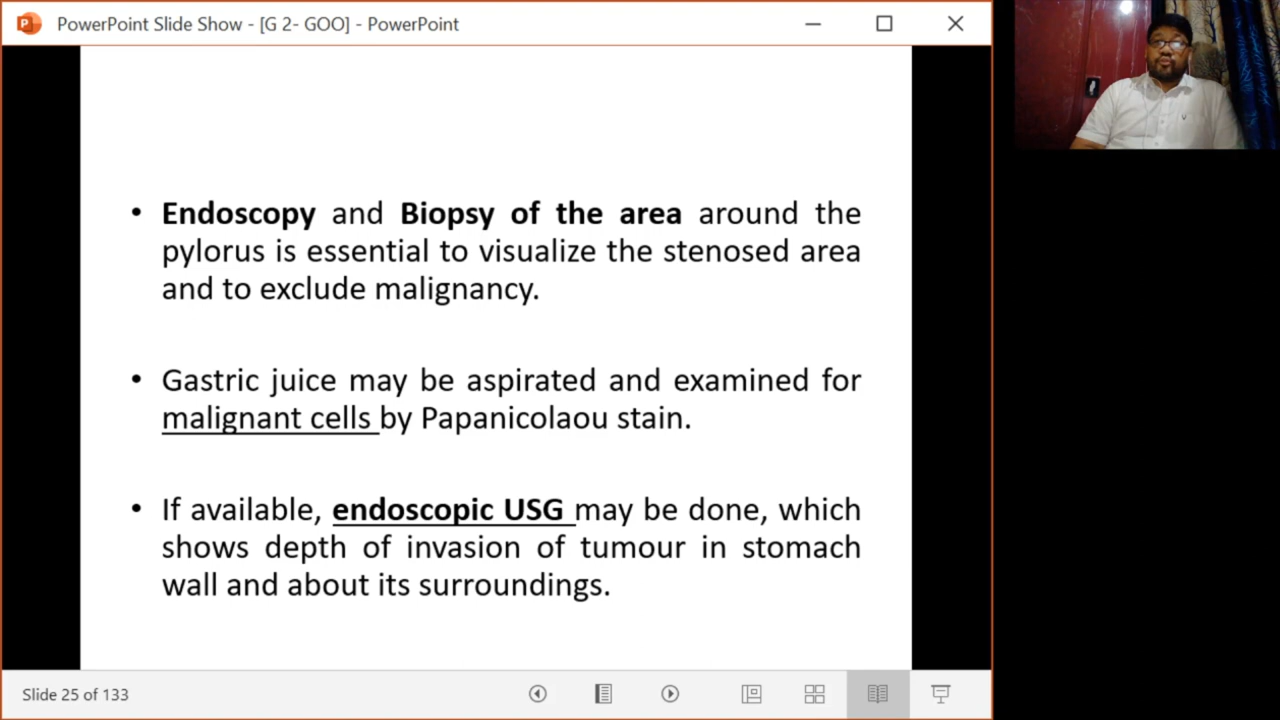 PowerPoint Slide Show - [G 2- GOO] - PowerPoint
• Endoscopy and Biopsy of the area around the
pylorus is essential to visualize the stenosed area
and to exclude malignancy.
• Gastric juice may be aspirated and examined for
malignant cells by Papanicolaou stain.
• If available, endoscopic USG may be done, which
shows depth of invasion of tumour in stomach
wall and about its surroundings.
Slide 25 of 133